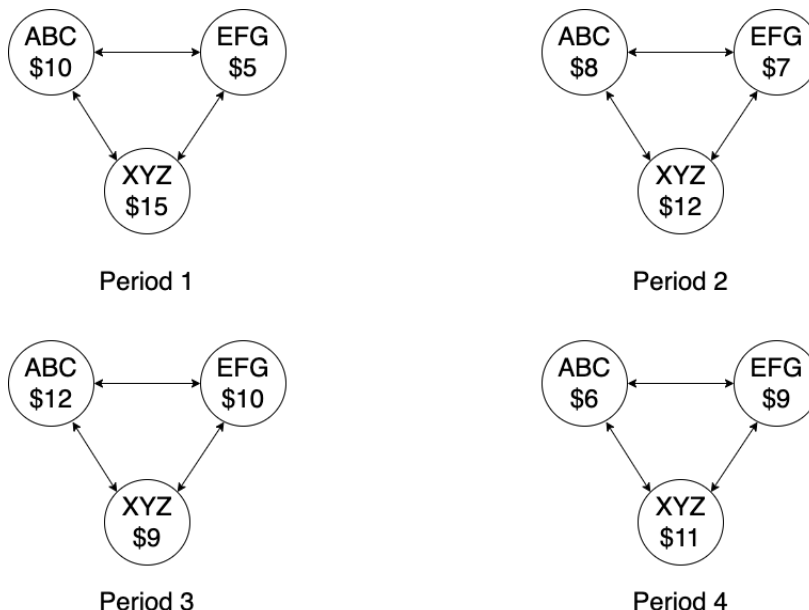 ABC
$10
EFG
$5
XYZ
$15
Period 1
ABC
$8
EFG
$7
XYZ
$12
Period 2
ABC
$12
EFG
$10
XYZ
$9
Period 3
ABC
$6
EFG
$9
XYZ
$11
Period 4